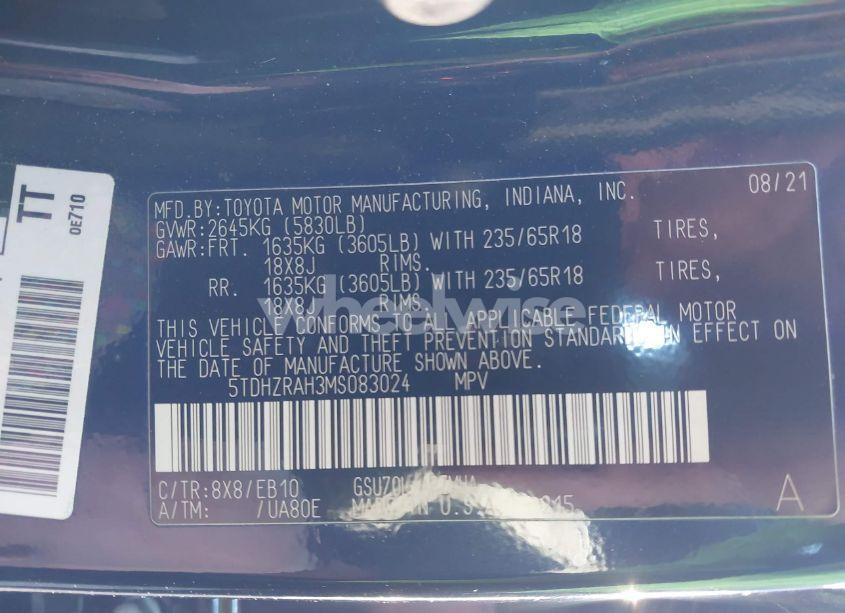 TT
0E710
MFD.BY:TOYOTA MOTOR MANUFACTURING, INDIANA, INC. 08/21
GVWR:2645KG (5830LB)
GAWR:FRT. 1635KG (3605LB) WITH 235/65R18 TIRES,
18X8J RIMS.
RR. 1635KG (3605LB) WITH 235/65R18 TIRES,
18X8J RIMS.
wheelwise
THIS VEHICLE CONFORMS TO ALL APPLICABLE FEDERAL MOTOR
VEHICLE SAFETY AND THEFT PREVENTION STANDARDS IN EFFECT ON
THE DATE OF MANUFACTURE SHOWN ABOVE.
5TDHZRAH3MS083024 MPV
C/TR:8X8/EB10
A/TM: /UA80E MADE IN U.S.A. A